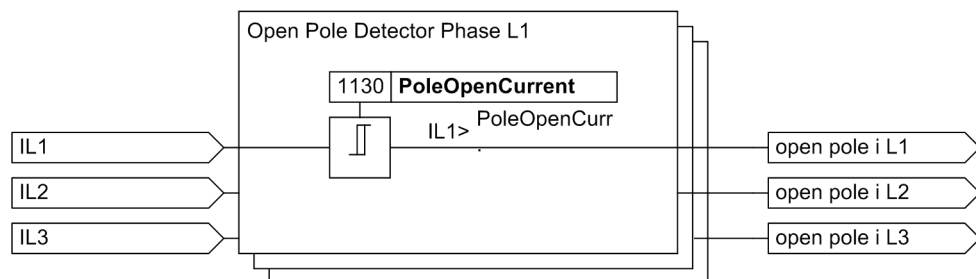 Open Pole Detector Phase L1
1130 PoleOpenCurrent
IL1> PoleOpenCurr.
IL1
open pole i L1
IL2
open pole i L2
IL3
open pole i L3